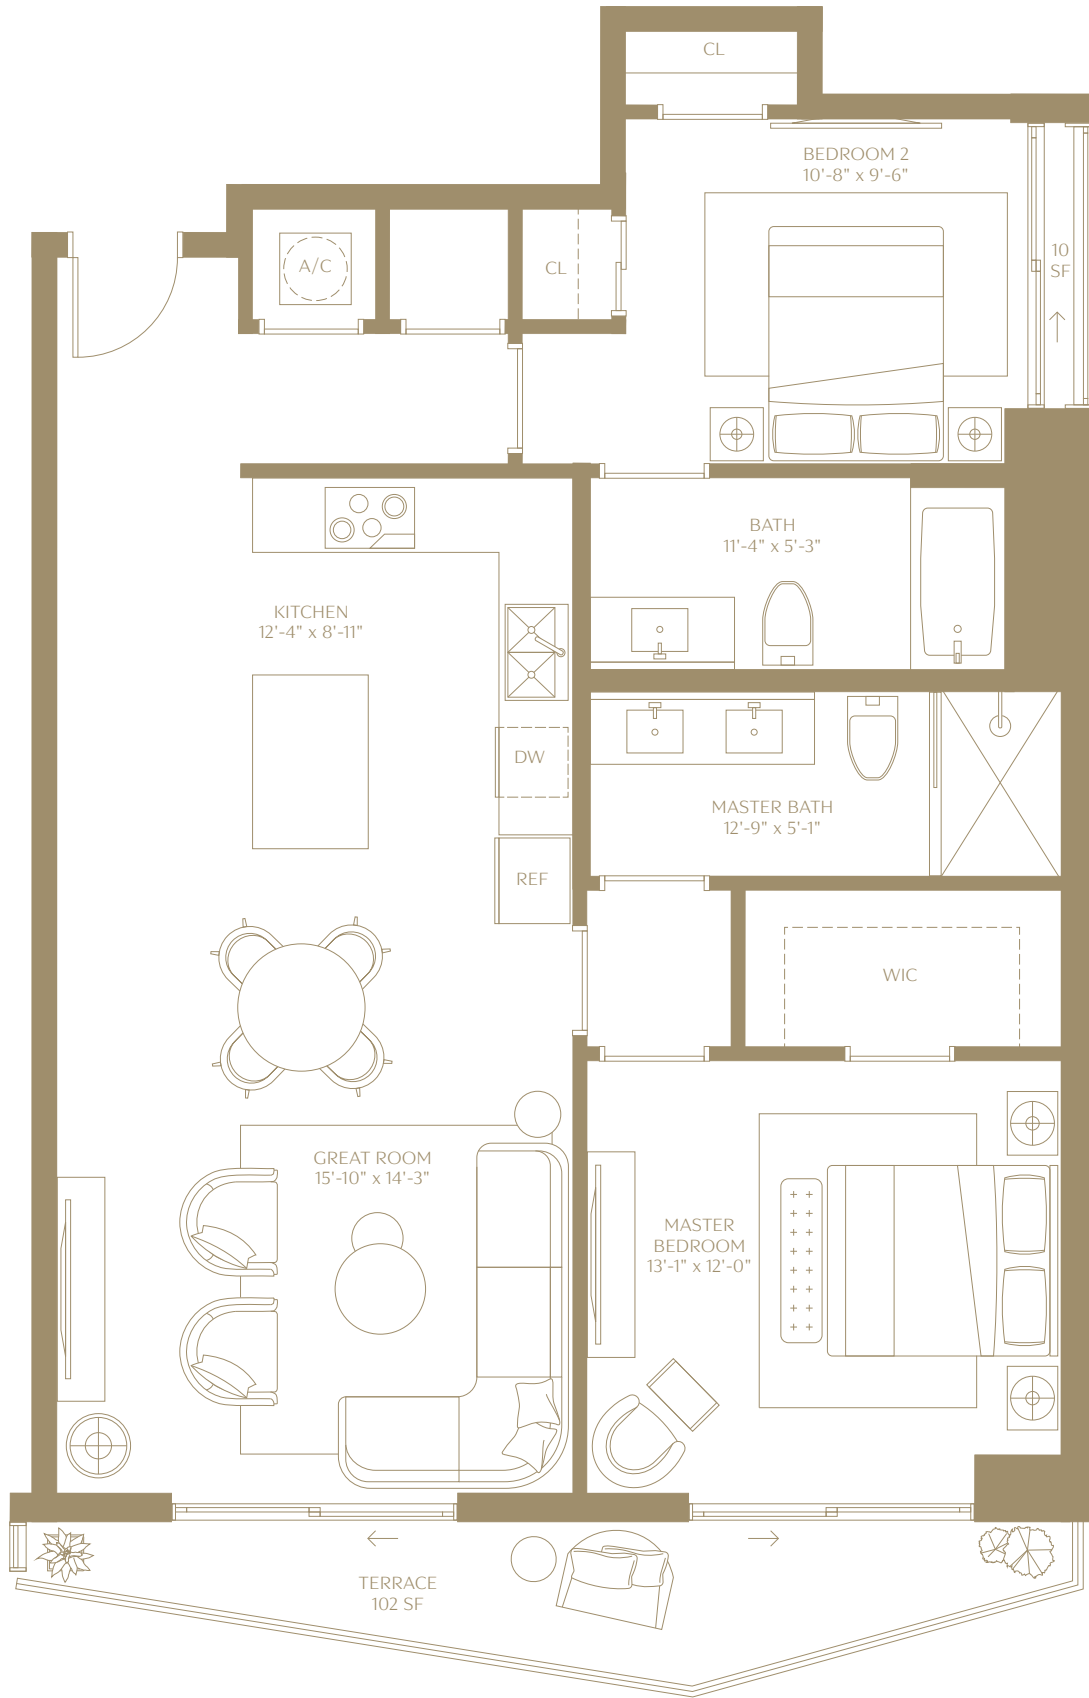 CL
BEDROOM 2
10'-8" x 9'-6"
10
SF
A/C
CL
BATH
11'-4" x 5'-3"
KITCHEN
12'-4" x 8'-11"
DW
MASTER BATH
12'-9" x 5'-1"
REF
WIC
GREAT ROOM
15'-10" x 14'-3"
MASTER
BEDROOM
13'-1" x 12'-0"
TERRACE
102 SF